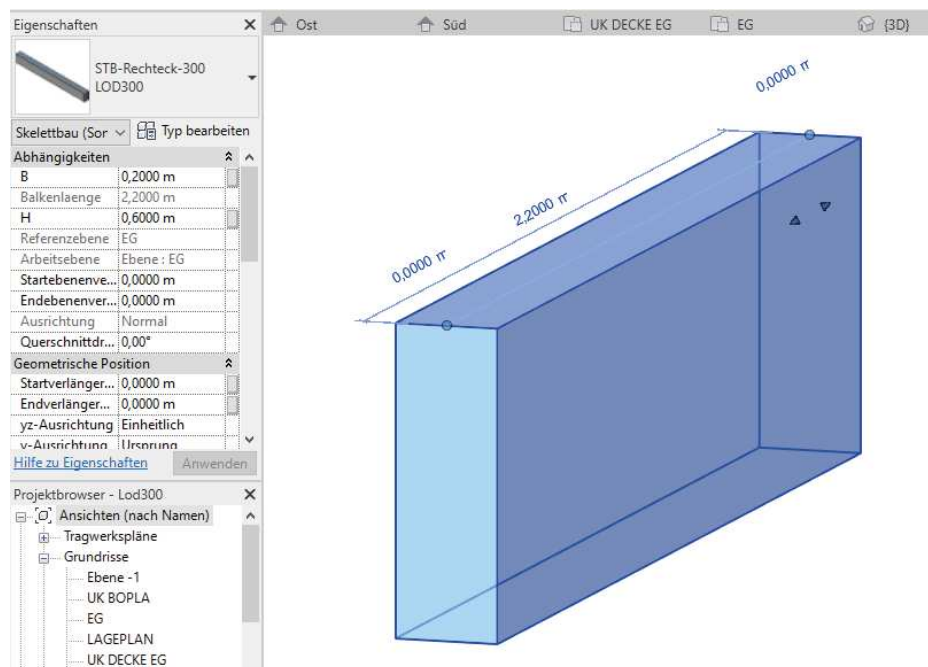 Eigenschaften
Ost
Süd
UK DECKE EG
EG
{3D}
STB-Rechteck-300
LOD300
Skelettbau (Sor
Typ bearbeiten
Abhängigkeiten
B 0,2000 m
Balkenlaenge 2,2000 m
H 0,6000 m
Referenzebene EG
Arbeitsebene Ebene : EG
Startebenenve... 0,0000 m
Endebenenver... 0,0000 m
Ausrichtung Normal
Querschnittdr... 0,00°
Geometrische Position
Startverlänger... 0,0000 m
Endverlänger... 0,0000 m
yz-Ausrichtung Einheitlich
y-Ausrichtung Ursprung
Hilfe zu Eigenschaften Anwenden
Projektbrowser - Lod300
Ansichten (nach Namen)
Tragwerkspläne
Grundrisse
Ebene -1
UK BOPLA
EG
LAGEPLAN
UK DECKE EG
0,0000
2,2000
0,0000